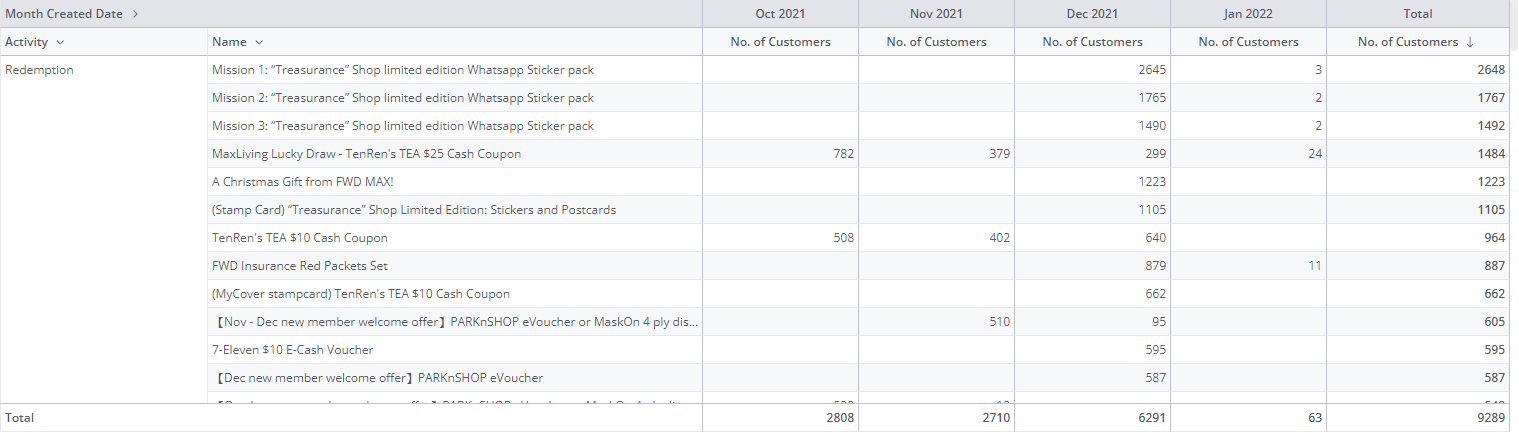 Month Created Date Oct 2021 Nov 2021 Dec 2021 Jan 2022 Total
Activity Name No. of Customers No. of Customers No. of Customers No. of Customers No. of Customers ↓
Redemption Mission 1: “Treasurance” Shop limited edition Whatsapp Sticker pack 2645 3 2648
Mission 2: “Treasurance” Shop limited edition Whatsapp Sticker pack 1765 2 1767
Mission 3: “Treasurance” Shop limited edition Whatsapp Sticker pack 1490 2 1492
MaxLiving Lucky Draw - TenRen's TEA $25 Cash Coupon 782 379 299 24 1484
A Christmas Gift from FWD MAX! 1223 1223
(Stamp Card) “Treasurance” Shop Limited Edition: Stickers and Postcards 1105 1105
TenRen's TEA $10 Cash Coupon 508 402 640 964
FWD Insurance Red Packets Set 879 11 887
(MyCover stampcard) TenRen's TEA $10 Cash Coupon 662 662
【Nov - Dec new member welcome offer】PARKnSHOP eVoucher or MaskOn 4 ply dis... 510 95 605
7-Eleven $10 E-Cash Voucher 595 595
【Dec new member welcome offer】PARKnSHOP eVoucher 587 587
Total 2808 2710 6291 63 9289